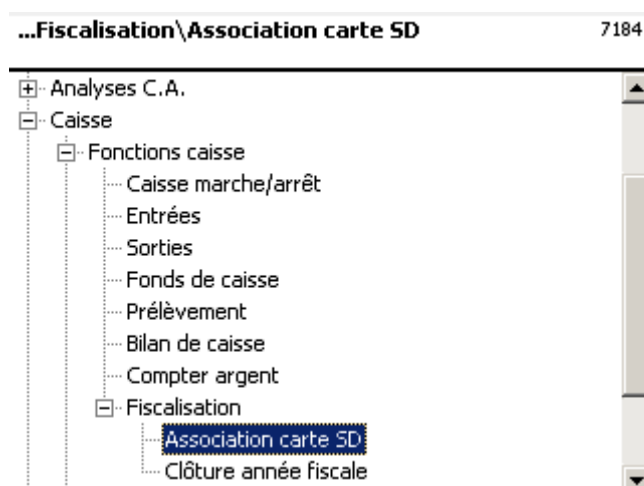 ...Fiscalisation\Association carte SD 7184
Analyses C.A.
Caisse
Fonctions caisse
Caisse marche/arrêt
Entrées
Sorties
Fonds de caisse
Prélèvement
Bilan de caisse
Compter argent
Fiscalisation
Association carte SD
Clôture année fiscale